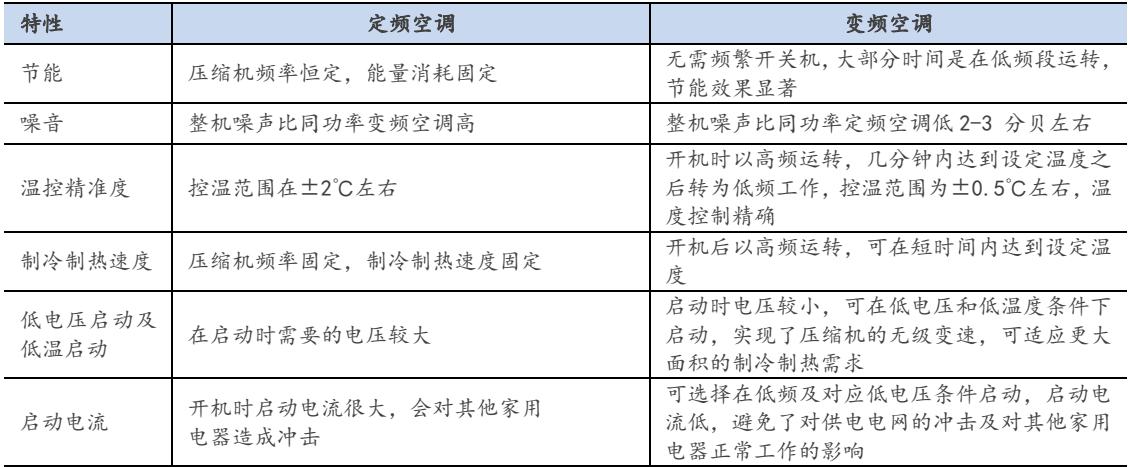 特性 定频空调 变频空调
节能 压缩机频率恒定，能量消耗固定 无需频繁开关机，大部分时间是在低频段运转，
节能效果显著
噪音 整机噪声比同功率变频空调高 整机噪声比同功率定频空调低 2-3 分贝左右
温控精准度 控温范围在±2℃左右 开机时以高频运转，几分钟内达到设定温度之
后转为低频工作，控温范围为±0.5℃左右，温
度控制精确
制冷制热速度 压缩机频率固定，制冷制热速度固定 开机后以高频运转，可在短时间内达到设定温
度
低电压启动及
低温启动 在启动时需要的电压较大 启动时电压较小，可在低电压和低温度条件下
启动，实现了压缩机的无级变速，可适应更大
面积的制冷制热需求
启动电流 开机时启动电流很大，会对其他家用
电器造成冲击 可选择在低频及对应低电压条件启动，启动电
流低，避免了对供电电网的冲击及对其他家用
电器正常工作的影响